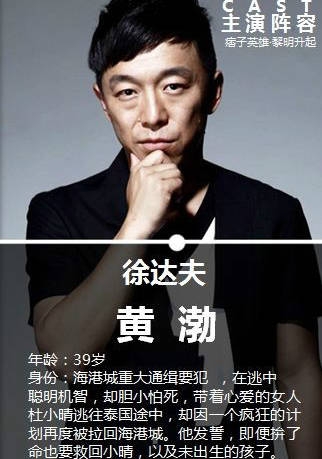 CAST
主演阵容
痞子英雄·黎明升起
徐达夫
黄 渤
年龄：39岁
身份：海港城重大通缉要犯 ，在逃中
聪明机智，却胆小怕死，带着心爱的女人
杜小晴逃往泰国途中，却因一个疯狂的计
划再度被拉回海港城。他发誓，即便拚了
命也要救回小晴，以及未出生的孩子。